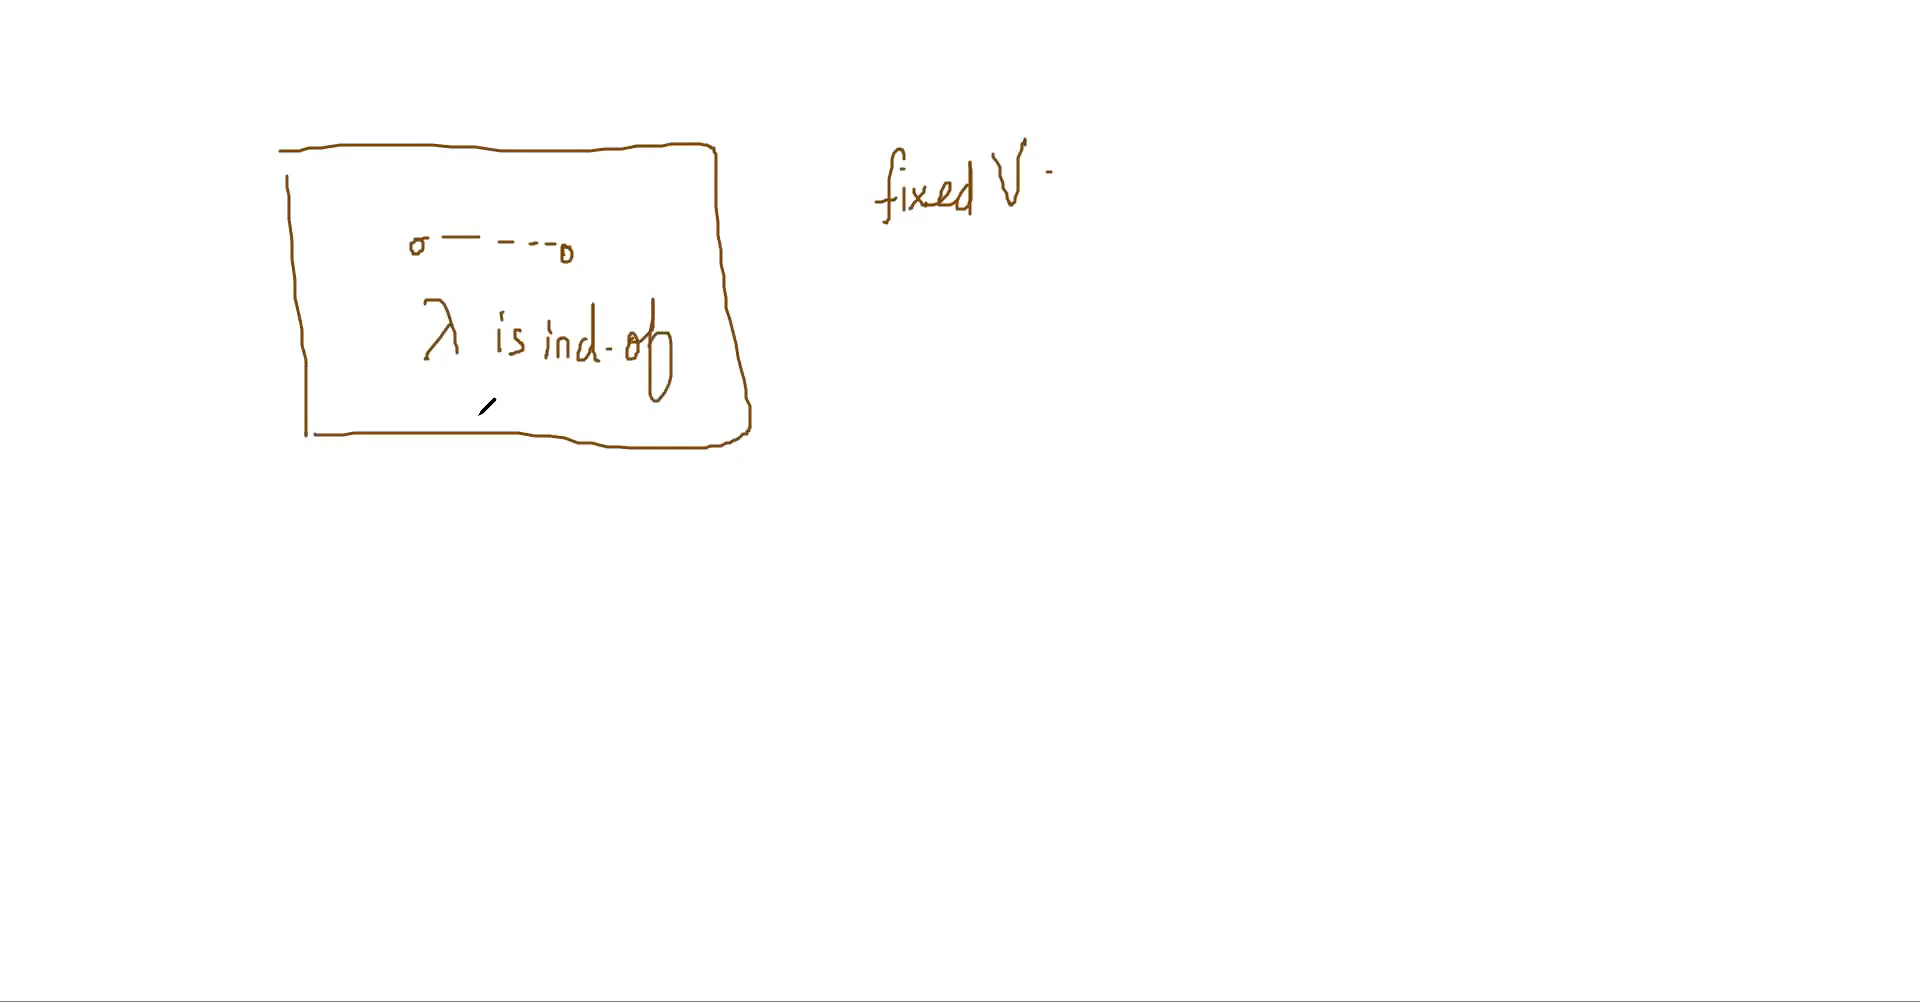 fixed V.
λ is ind. of